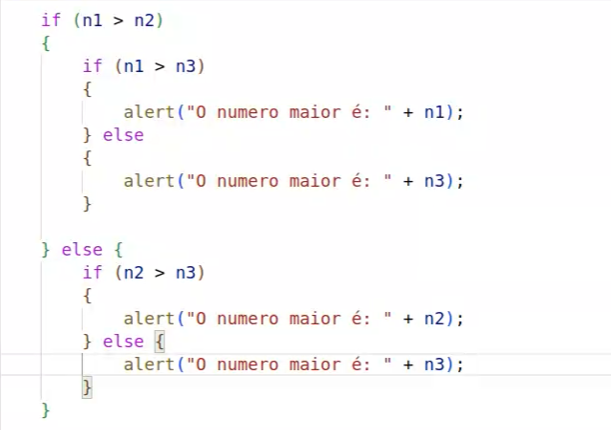 if (n1 > n2)
{
if (n1 > n3)
{
alert("O numero maior é: " + n1);
} else
{
alert("O numero maior é: " + n3);
}
} else {
if (n2 > n3)
{
alert("O numero maior é: " + n2);
} else {
alert("O numero maior é: " + n3);
}
}